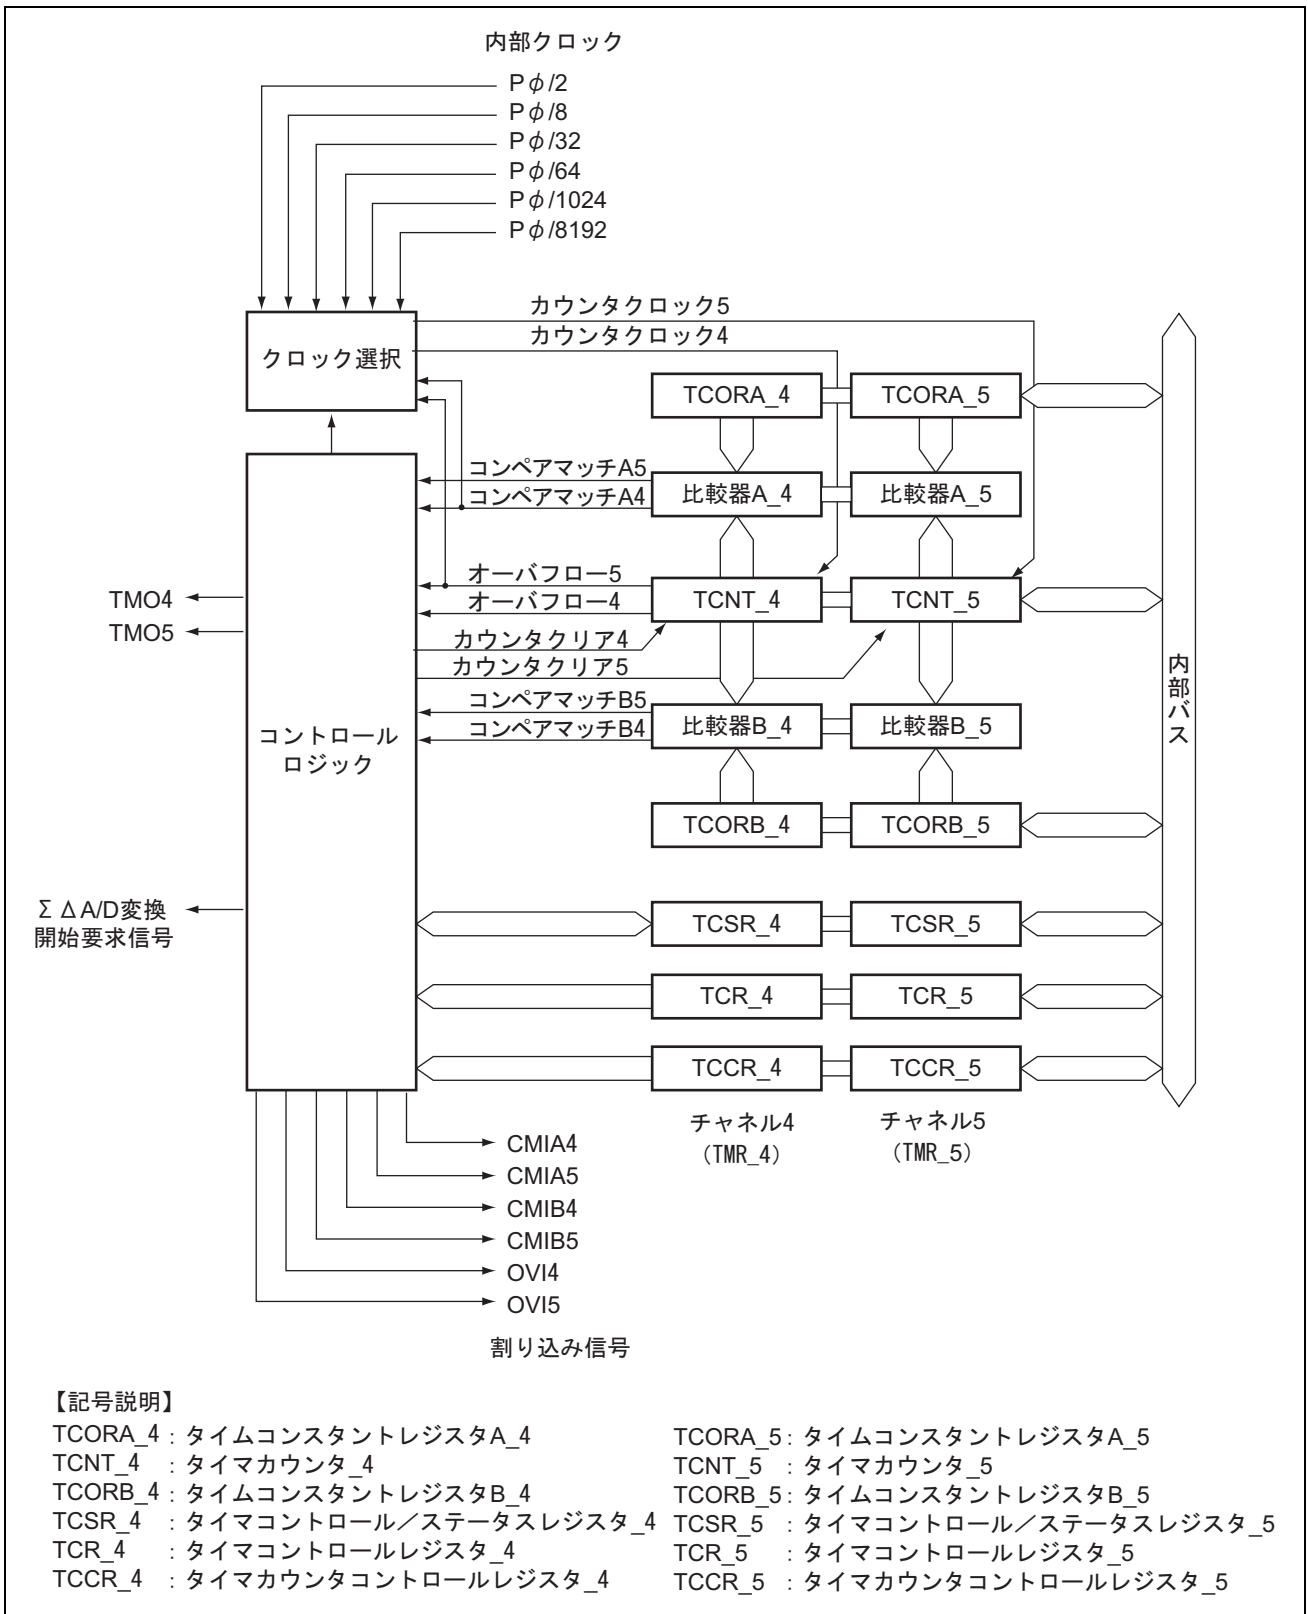 内部クロック
Pφ/2
Pφ/8
Pφ/32
Pφ/64
Pφ/1024
Pφ/8192
カウンタクロック5
カウンタクロック4
クロック選択
TCORA_4
TCORA_5
コンペアマッチA5
コンペアマッチA4
比較器A_4
比較器A_5
オーバフロー5
オーバフロー4
TCNT_4
TCNT_5
TMO4
TMO5
カウンタクリア4
カウンタクリア5
コンペアマッチB5
コンペアマッチB4
比較器B_4
比較器B_5
内部バス
コントロール
ロジック
TCORB_4
TCORB_5
ΣΔA/D変換
開始要求信号
TCSR_4
TCSR_5
TCR_4
TCR_5
TCCR_4
TCCR_5
チャネル4
(TMR_4)
チャネル5
(TMR_5)
CMIA4
CMIA5
CMIB4
CMIB5
OVI4
OVI5
割り込み信号
【記号説明】
TCORA_4:タイムコンスタントレジスタA_4
TCNT_4:タイマカウンタ_4
TCORB_4:タイムコンスタントレジスタB_4
TCSR_4:タイマコントロール/ステータスレジスタ_4
TCR_4:タイマコントロールレジスタ_4
TCCR_4:タイマカウンタコントロールレジスタ_4
TCORA_5:タイムコンスタントレジスタA_5
TCNT_5:タイマカウンタ_5
TCORB_5:タイムコンスタントレジスタB_5
TCSR_5:タイマコントロール/ステータスレジスタ_5
TCR_5:タイマコントロールレジスタ_5
TCCR_5:タイマカウンタコントロールレジスタ_5